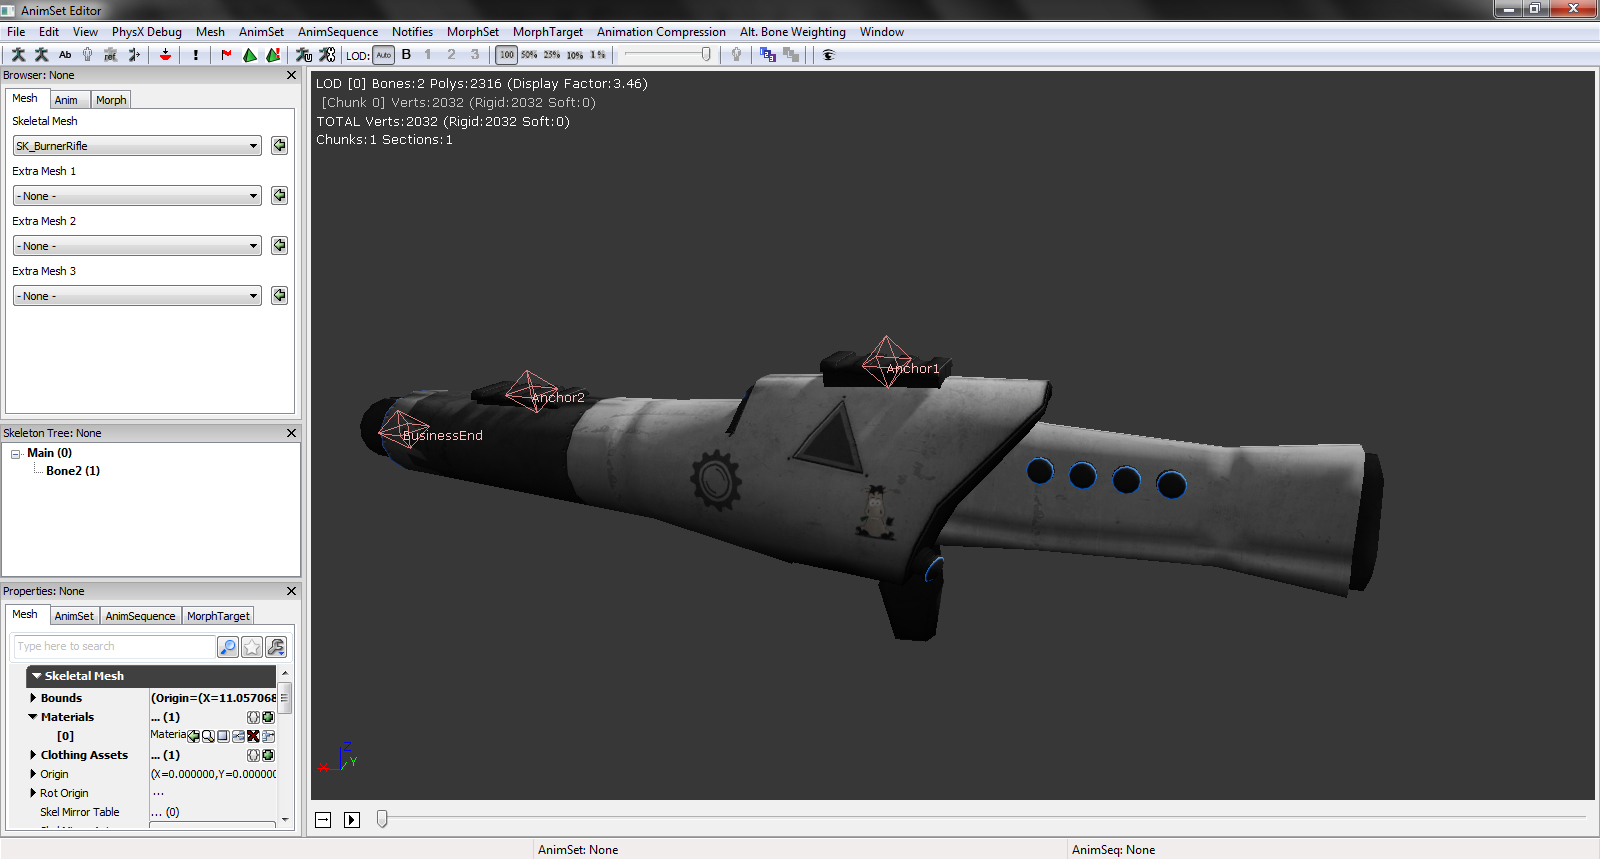 AnimSet Editor
File Edit View PhysX Debug Mesh AnimSet AnimSequence Notifies MorphSet MorphTarget Animation Compression Alt. Bone Weighting Window
Ab ref. ! LOD: Auto B 1 2 3 100 50% 25% 10% 1%
Browser: None
Mesh Anim Morph
Skeletal Mesh
SK_BurnerRifle
Extra Mesh 1
- None -
Extra Mesh 2
- None -
Extra Mesh 3
- None -
Skeleton Tree: None
Main (0)
Bone2 (1)
Properties: None
Mesh AnimSet AnimSequence MorphTarget
Type here to search
Skeletal Mesh
Bounds (Origin=(X=11.057068
Materials ... (1)
[0] Materia
Clothing Assets ... (1)
Origin (X=0.000000,Y=0.000000
Rot Origin ...
Skel Mirror Table ... (0)
LOD [0] Bones:2 Polys:2316 (Display Factor:3.46)
[Chunk 0] Verts:2032 (Rigid:2032 Soft:0)
TOTAL Verts:2032 (Rigid:2032 Soft:0)
Chunks:1 Sections:1
Anchor1
Anchor2
BusinessEnd
Z
X Y
AnimSet: None AnimSeq: None